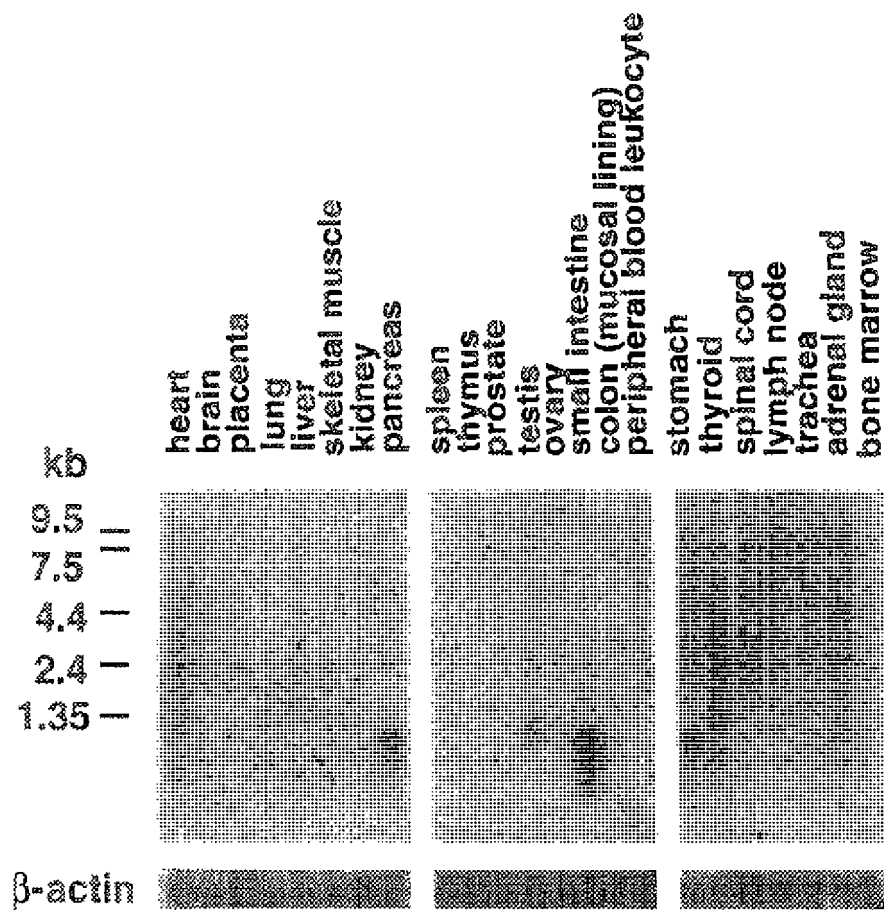 heart
brain
placenta
lung
liver
skeletal muscle
kidney
pancreas
spleen
thymus
prostate
testis
ovary
small intestine
colon (mucosal lining)
peripheral blood leukocyte
stomach
thyroid
spinal cord
lymph node
trachea
adrenal gland
bone marrow
kb
9.5
7.5
4.4
2.4
1.35
β-actin